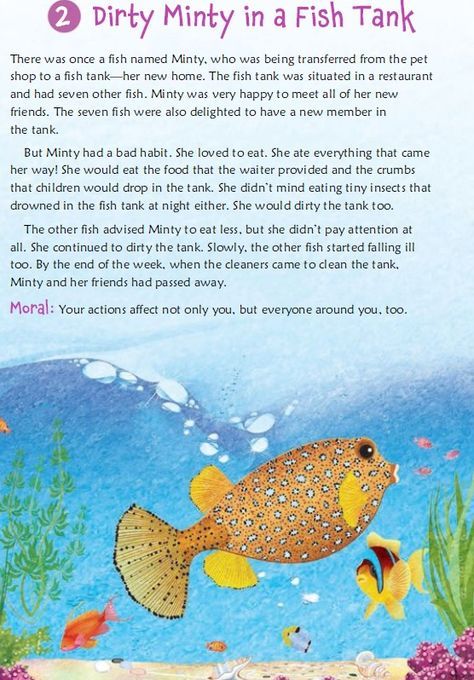 2 Dirty Minty in a Fish Tank
There was once a fish named Minty, who was being transferred from the pet
shop to a fish tank—her new home. The fish tank was situated in a restaurant
and had seven other fish. Minty was very happy to meet all of her new
friends. The seven fish were also delighted to have a new member in
the tank.
But Minty had a bad habit. She loved to eat. She ate everything that came
her way! She would eat the food that the waiter provided and the crumbs
that children would drop in the tank. She didn't mind eating tiny insects that
drowned in the fish tank at night either. She would dirty the tank too.
The other fish advised Minty to eat less, but she didn't pay attention at
all. She continued to dirty the tank. Slowly, the other fish started falling ill
too. By the end of the week, when the cleaners came to clean the tank,
Minty and her friends had passed away.
Moral: Your actions affect not only you, but everyone around you, too.